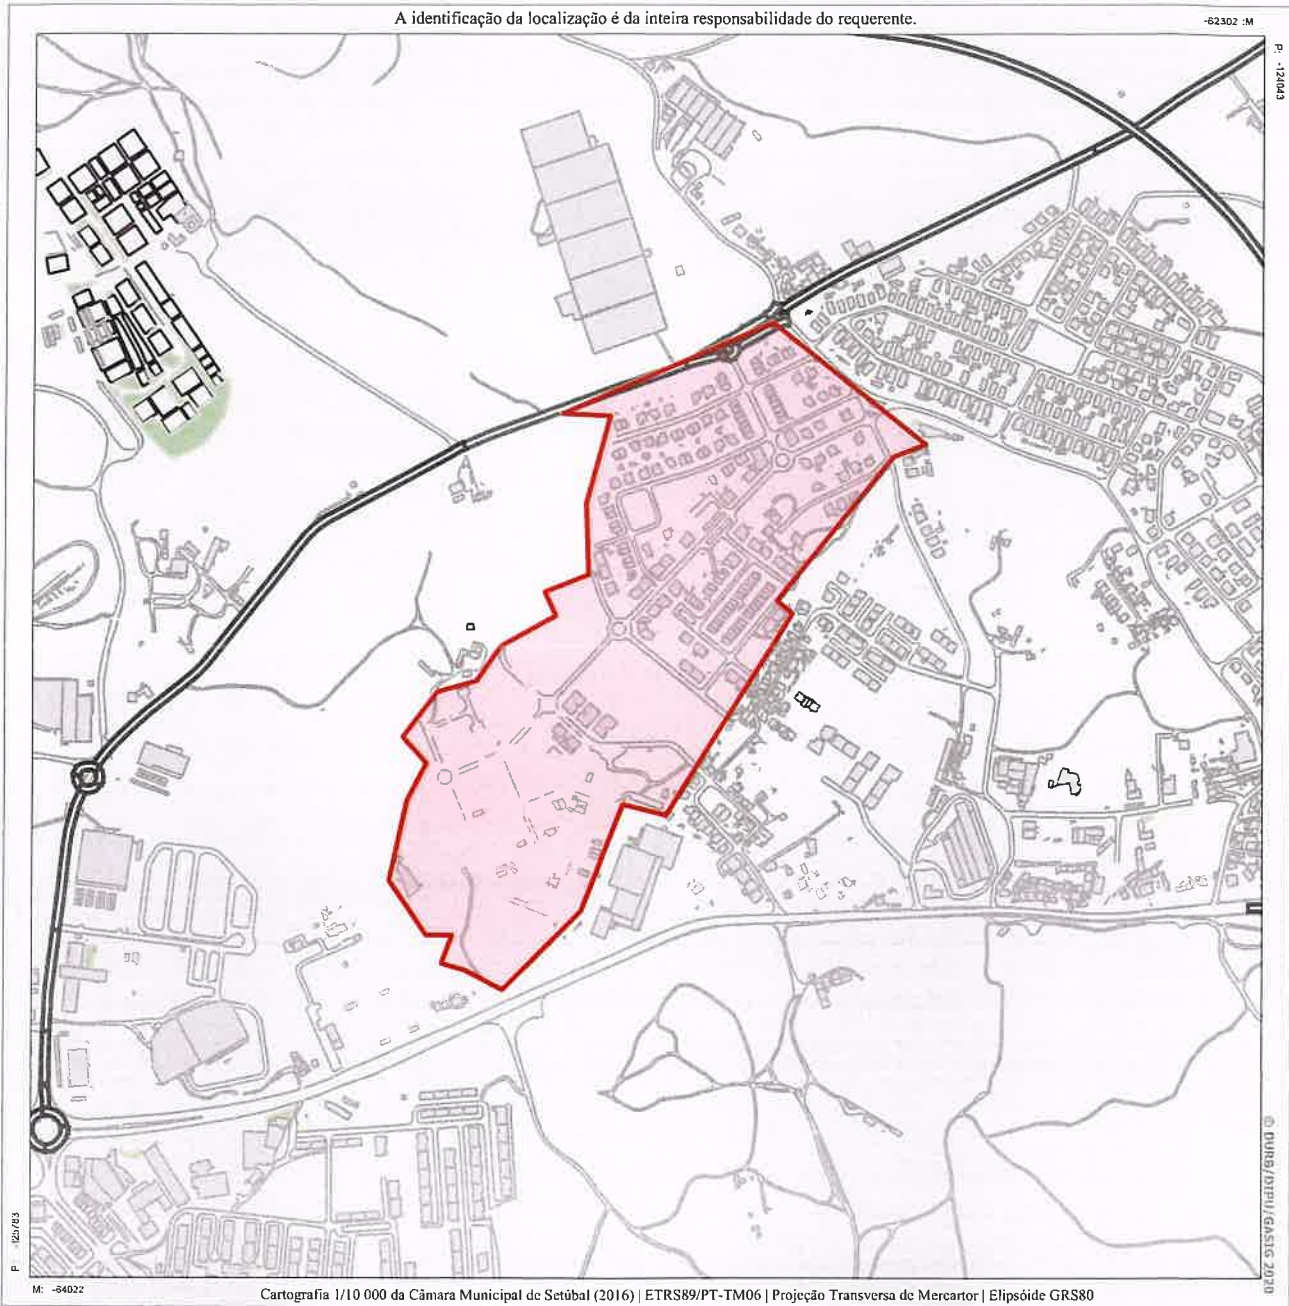 A identificação da localização é da inteira responsabilidade do requerente.
-62302 :M
P: -124043
P -125783
M: -64022
Cartografia 1/10 000 da Câmara Municipal de Setúbal (2016) | ETRS89/PT-TM06 | Projeção Transversa de Mercartor | Elipsóide GRS80
© DURB/DIPU/GASIG 2020